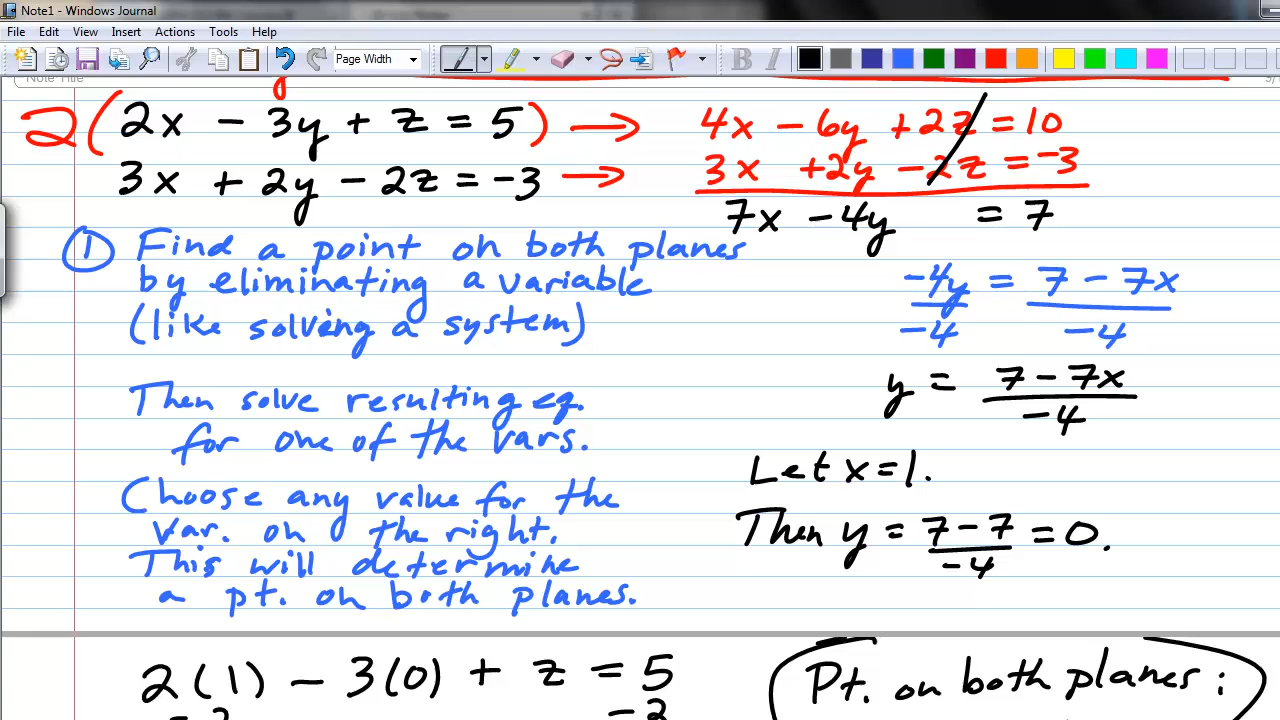 Note1 - Windows Journal
File Edit View Insert Actions Tools Help
Page Width
B I
Note Title
2(2x - 3y + z = 5) → 4x - 6y + 2z = 10
3x + 2y - 2z = -3 → 3x + 2y - 2z = -3
7x - 4y = 7
① Find a point on both planes
by eliminating a variable
(like solving a system)
Then solve resulting eq.
for one of the vars.
Choose any value for the
var. on the right.
This will determine
a pt. on both planes.
-4y = 7 - 7x
-4 -4
y = 7 - 7x
-4
Let x = 1.
Then y = 7 - 7 = 0.
-4
2(1) - 3(0) + z = 5
-2 -2
Pt. on both planes: